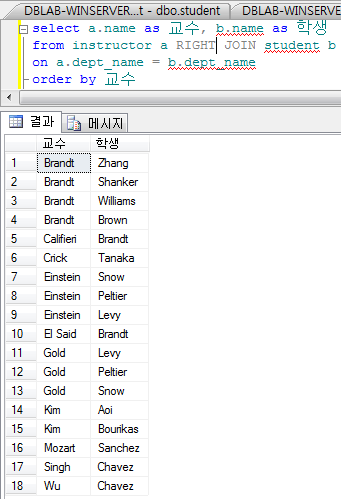 DBLAB-WINSERVER...t - dbo.student DBLAB-WINSERVER
select a.name as 교수, b.name as 학생
from instructor a RIGHT JOIN student b
on a.dept_name = b.dept_name
order by 교수
결과 메시지
교수 학생
1 Brandt Zhang
2 Brandt Shanker
3 Brandt Williams
4 Brandt Brown
5 Califieri Brandt
6 Crick Tanaka
7 Einstein Snow
8 Einstein Peltier
9 Einstein Levy
10 El Said Brandt
11 Gold Levy
12 Gold Peltier
13 Gold Snow
14 Kim Aoi
15 Kim Bourikas
16 Mozart Sanchez
17 Singh Chavez
18 Wu Chavez